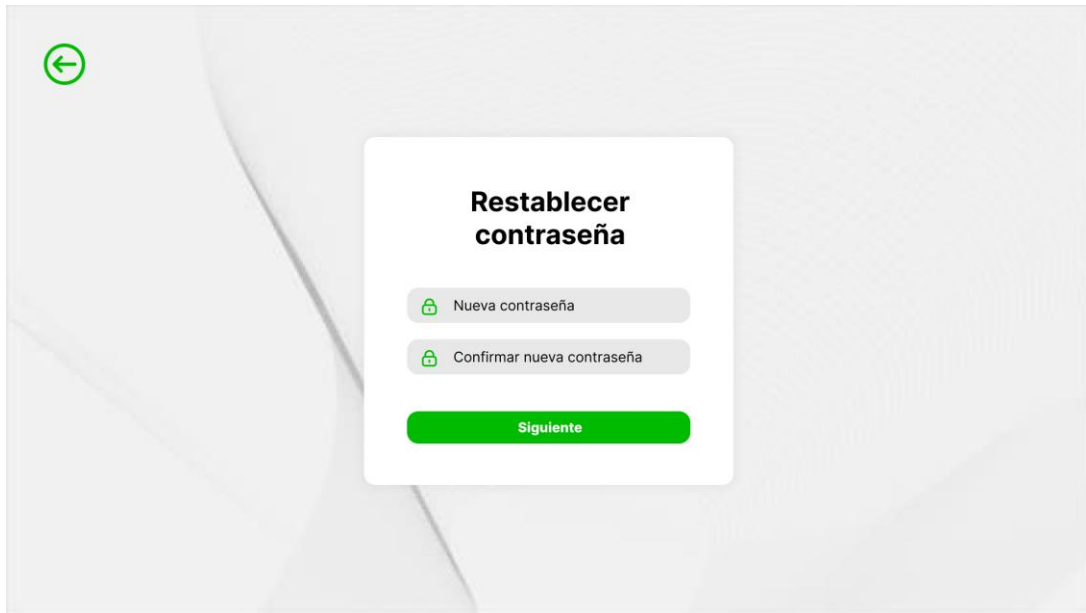 Restablecer
contraseña
Nueva contraseña
Confirmar nueva contraseña
Siguiente